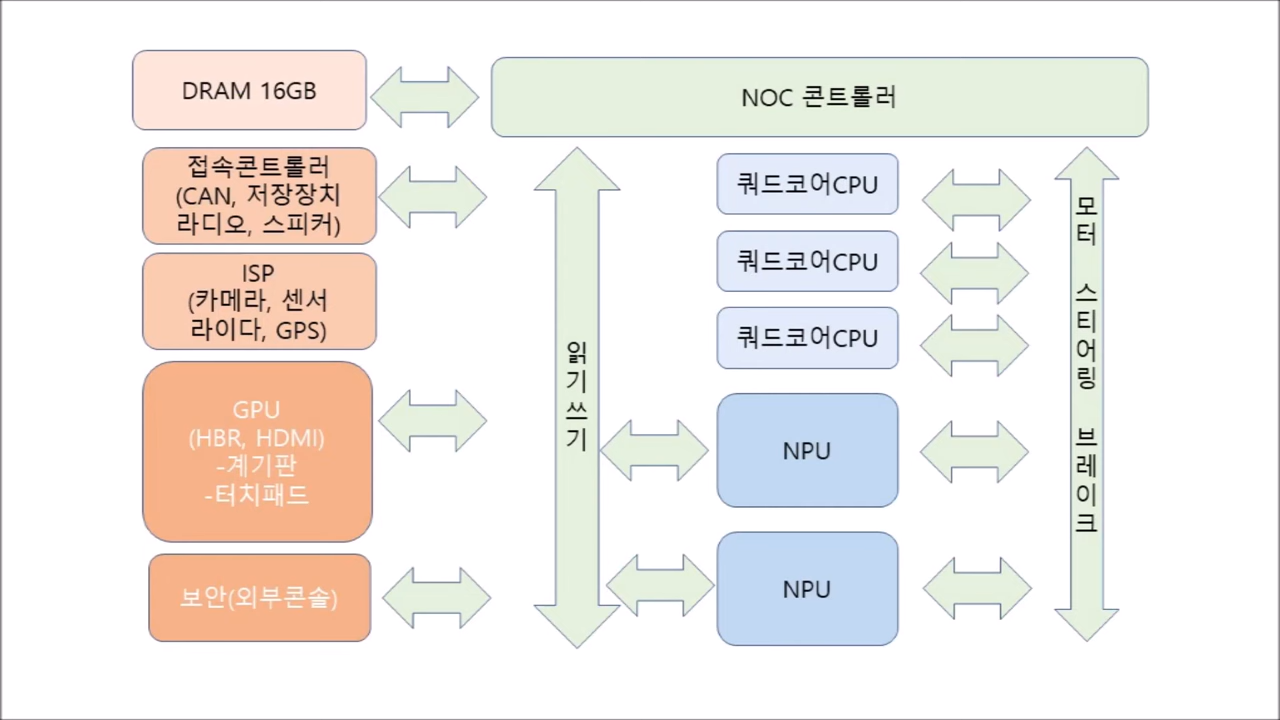 DRAM 16GB
NOC 콘트롤러
접속콘트롤러
(CAN, 저장장치
라디오, 스피커)
ISP
(카메라, 센서
라이다, GPS)
GPU
(HBR, HDMI)
-계기판
-터치패드
보안(외부콘솔)
읽기쓰기
쿼드코어CPU
쿼드코어CPU
쿼드코어CPU
NPU
NPU
모터 스티어링 브레이크